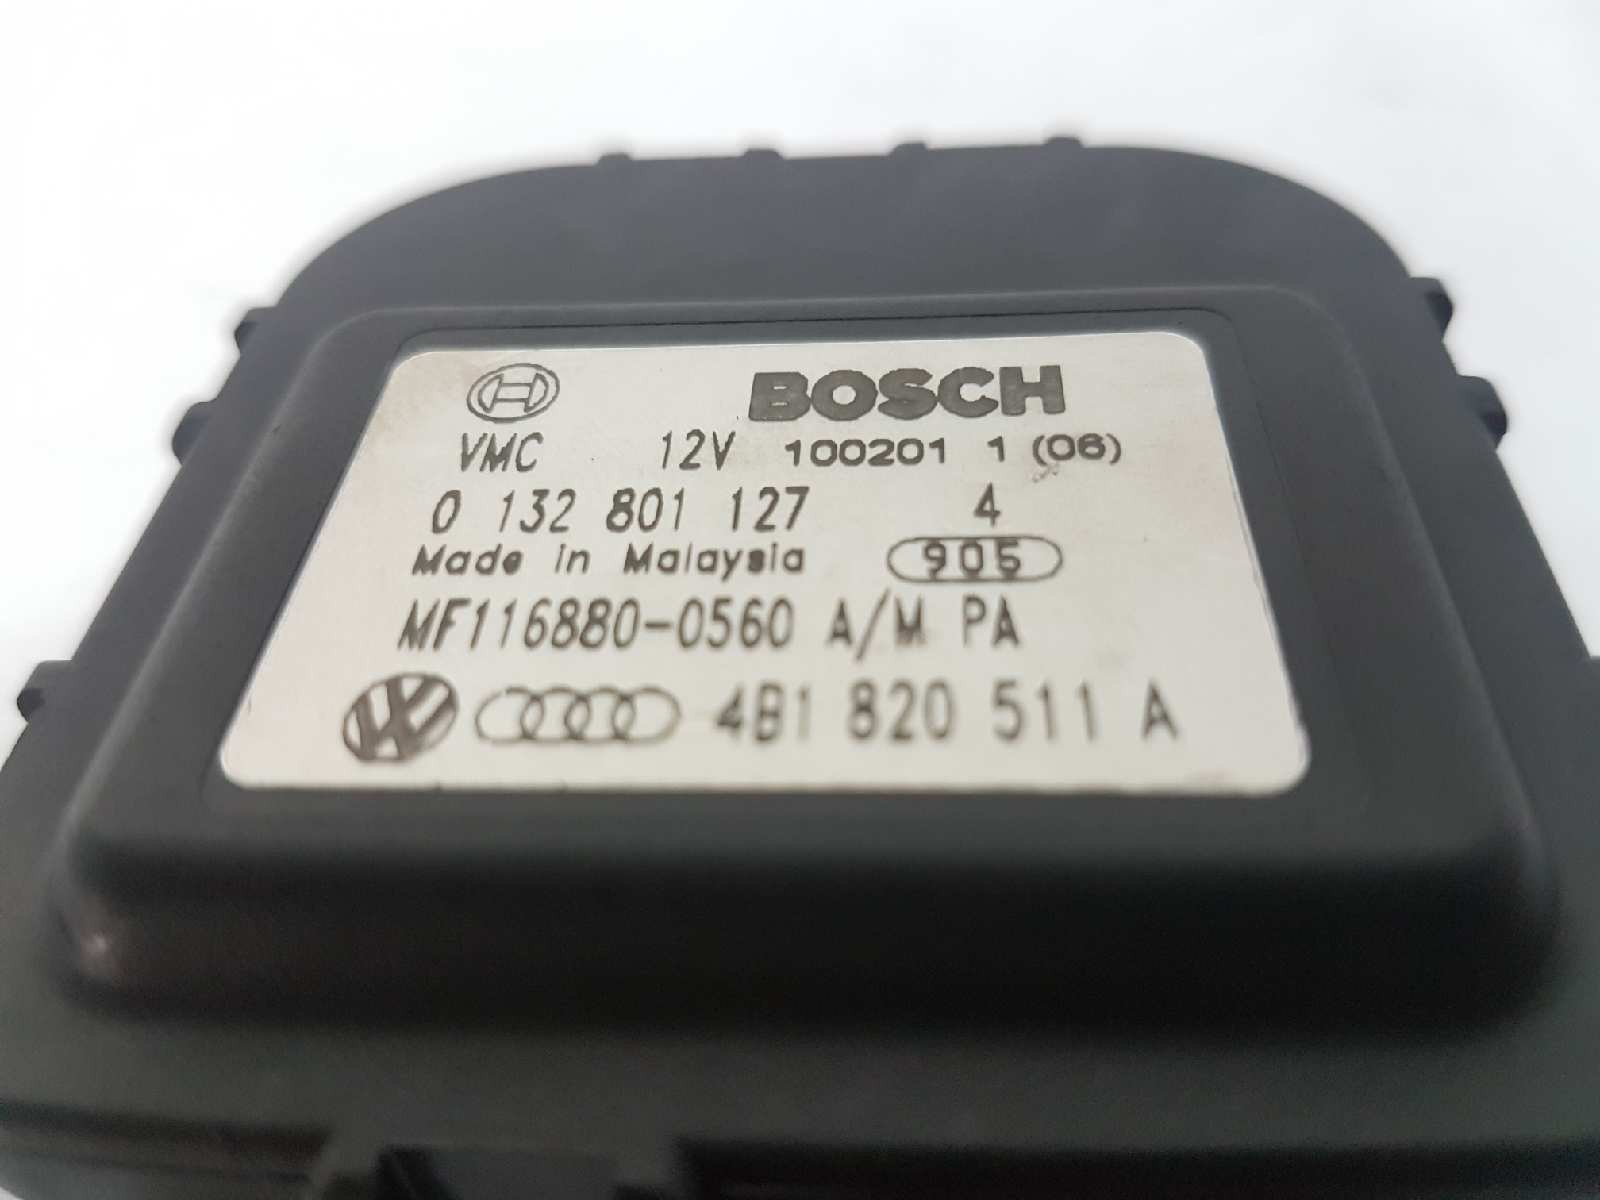 BOSCH
VMC 12V 100201 1 (06)
0 132 801 127 4
Made in Malaysia 905
MF116880-0560 A/M PA
4B1 820 511 A